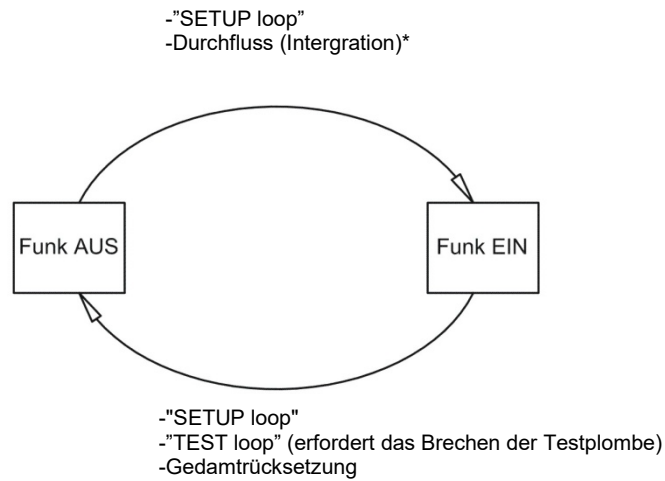 -”SETUP loop”
-Durchfluss (Intergration)*
Funk AUS
Funk EIN
-"SETUP loop"
-”TEST loop” (erfordert das Brechen der Testplombe)
-Gedamtrücksetzung